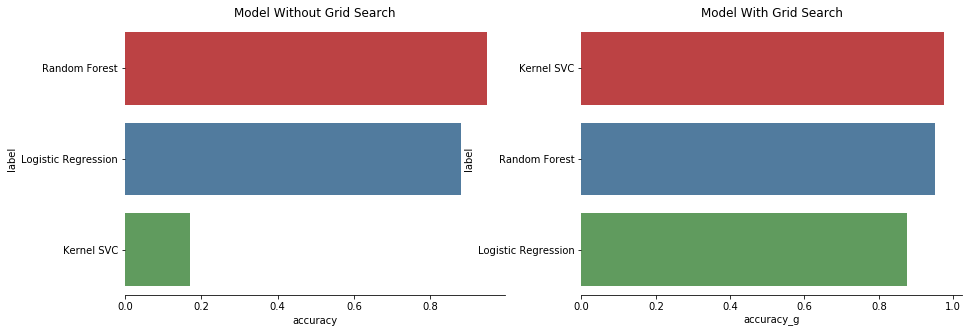 Model Without Grid Search
label
Random Forest
Logistic Regression
Kernel SVC
0.0 0.2 0.4 0.6 0.8
accuracy
Model With Grid Search
label
Kernel SVC
Random Forest
Logistic Regression
0.0 0.2 0.4 0.6 0.8 1.0
accuracy_g